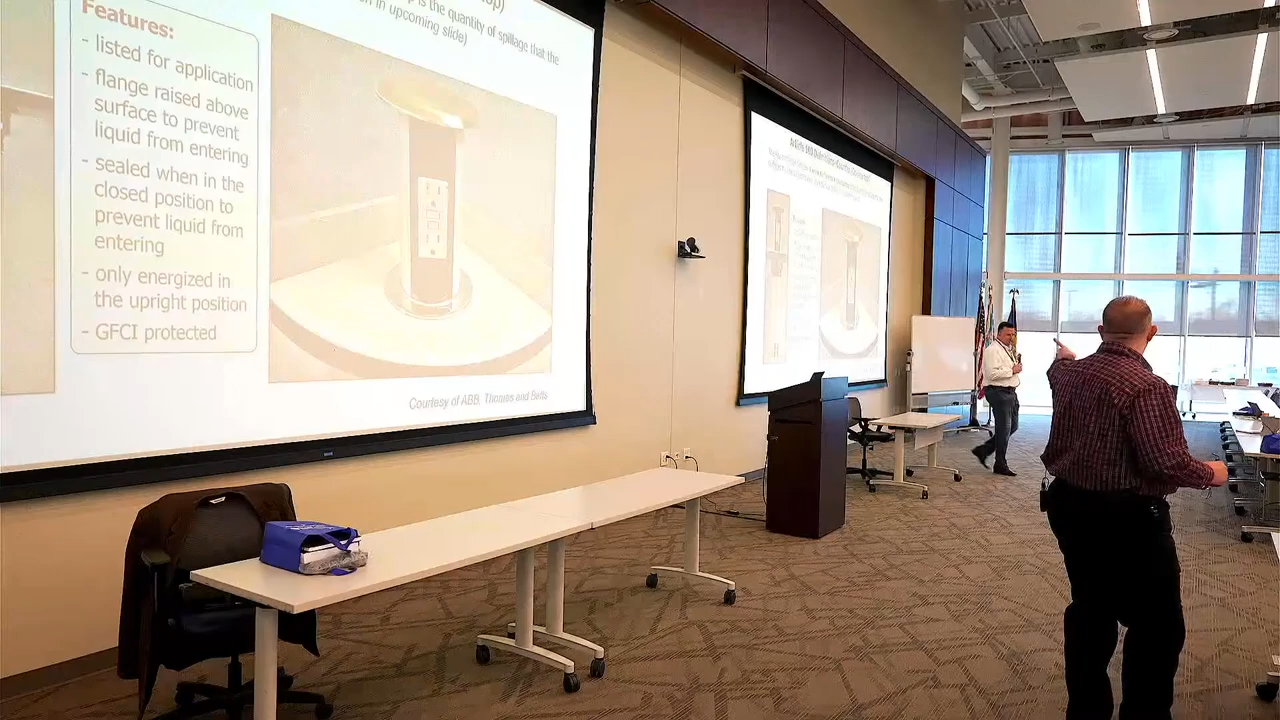 op)
p is the quantity of spillage that the
n in upcoming slide)
Features:
- listed for application
- flange raised above
surface to prevent
liquid from entering
- sealed when in the
closed position to
prevent liquid from
entering
- only energized in
the upright position
- GFCI protected
Courtesy of ABB, Thomas and Betts